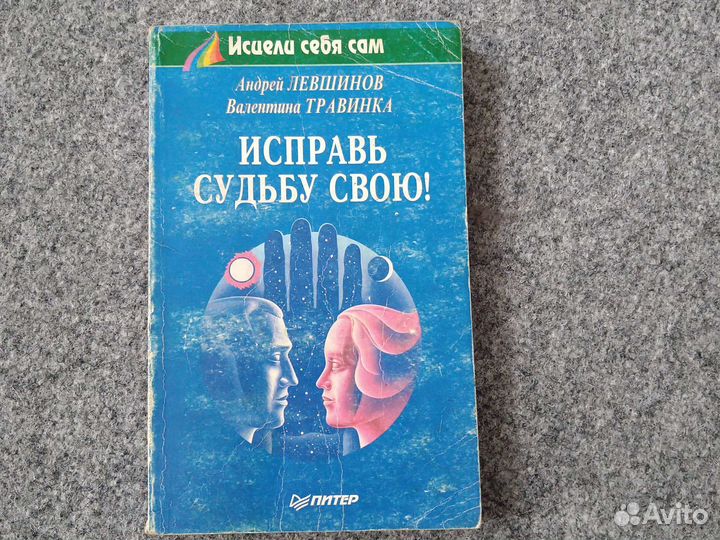 Исцели себя сам
Андрей ЛЕВШИНОВ
Валентина ТРАВИНКА
ИСПРАВЬ
СУДЬБУ СВОЮ!
ПИТЕР
Avito